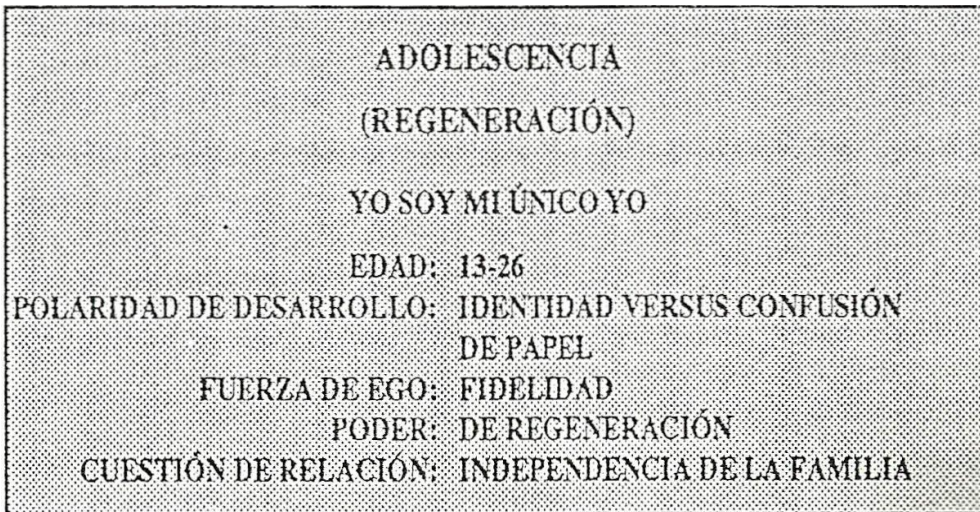 ADOLESCENCIA
(REGENERACIÓN)
YO SOY MI ÚNICO YO
EDAD: 13-26
POLARIDAD DE DESARROLLO: IDENTIDAD VERSUS CONFUSIÓN
DE PAPEL
FUERZA DE EGO: FIDELIDAD
PODER: DE REGENERACIÓN
CUESTIÓN DE RELACIÓN: INDEPENDENCIA DE LA FAMILIA